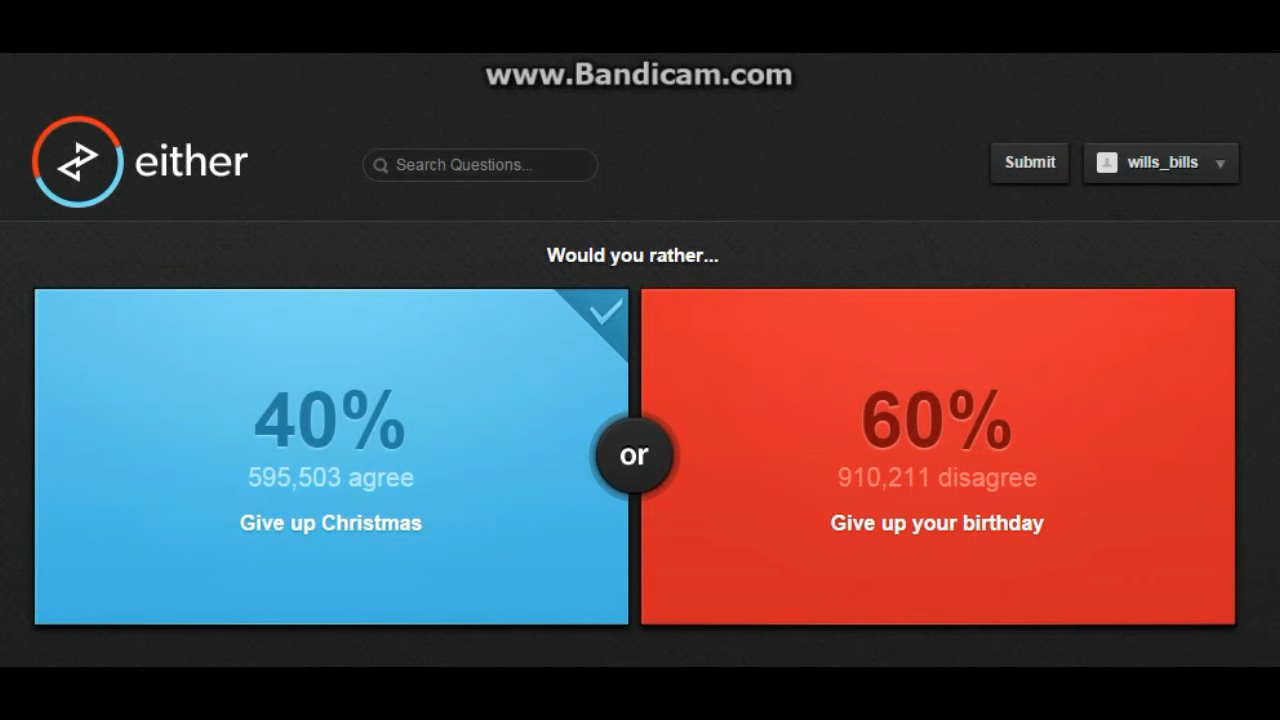 www.Bandicam.com
either
Search Questions...
Submit
wills_bills
Would you rather...
40%
595,503 agree
Give up Christmas
or
60%
910,211 disagree
Give up your birthday